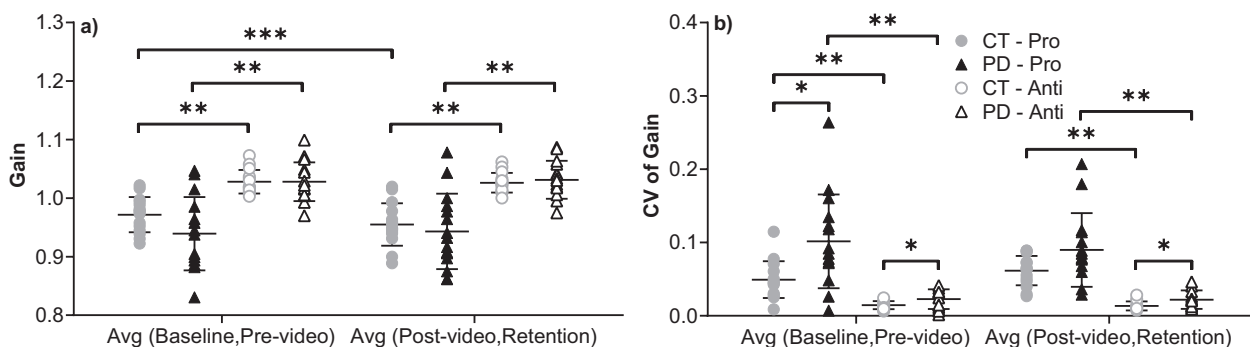 a)
Gain
1.3
1.2
1.1
1.0
0.9
0.8
***
**
**
**
**
Avg (Baseline,Pre-video)
Avg (Post-video,Retention)
b)
CV of Gain
0.4
0.3
0.2
0.1
0.0
**
**
*
*
**
**
*
CT - Pro
PD - Pro
CT - Anti
PD - Anti
Avg (Baseline,Pre-video)
Avg (Post-video,Retention)